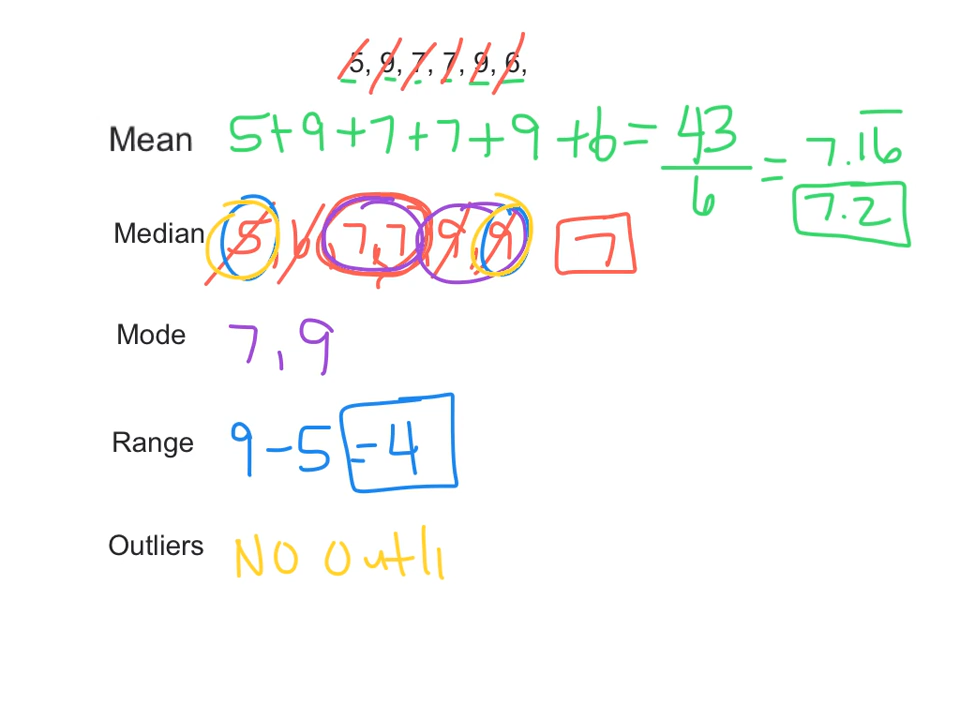 5, 9, 7, 7, 9, 6,
Mean 5+9+7+7+9+6= 43/6 = 7.16
7.2
Median 5, 6, 7, 7, 9, 9 7
Mode 7, 9
Range 9-5 =4
Outliers No outli